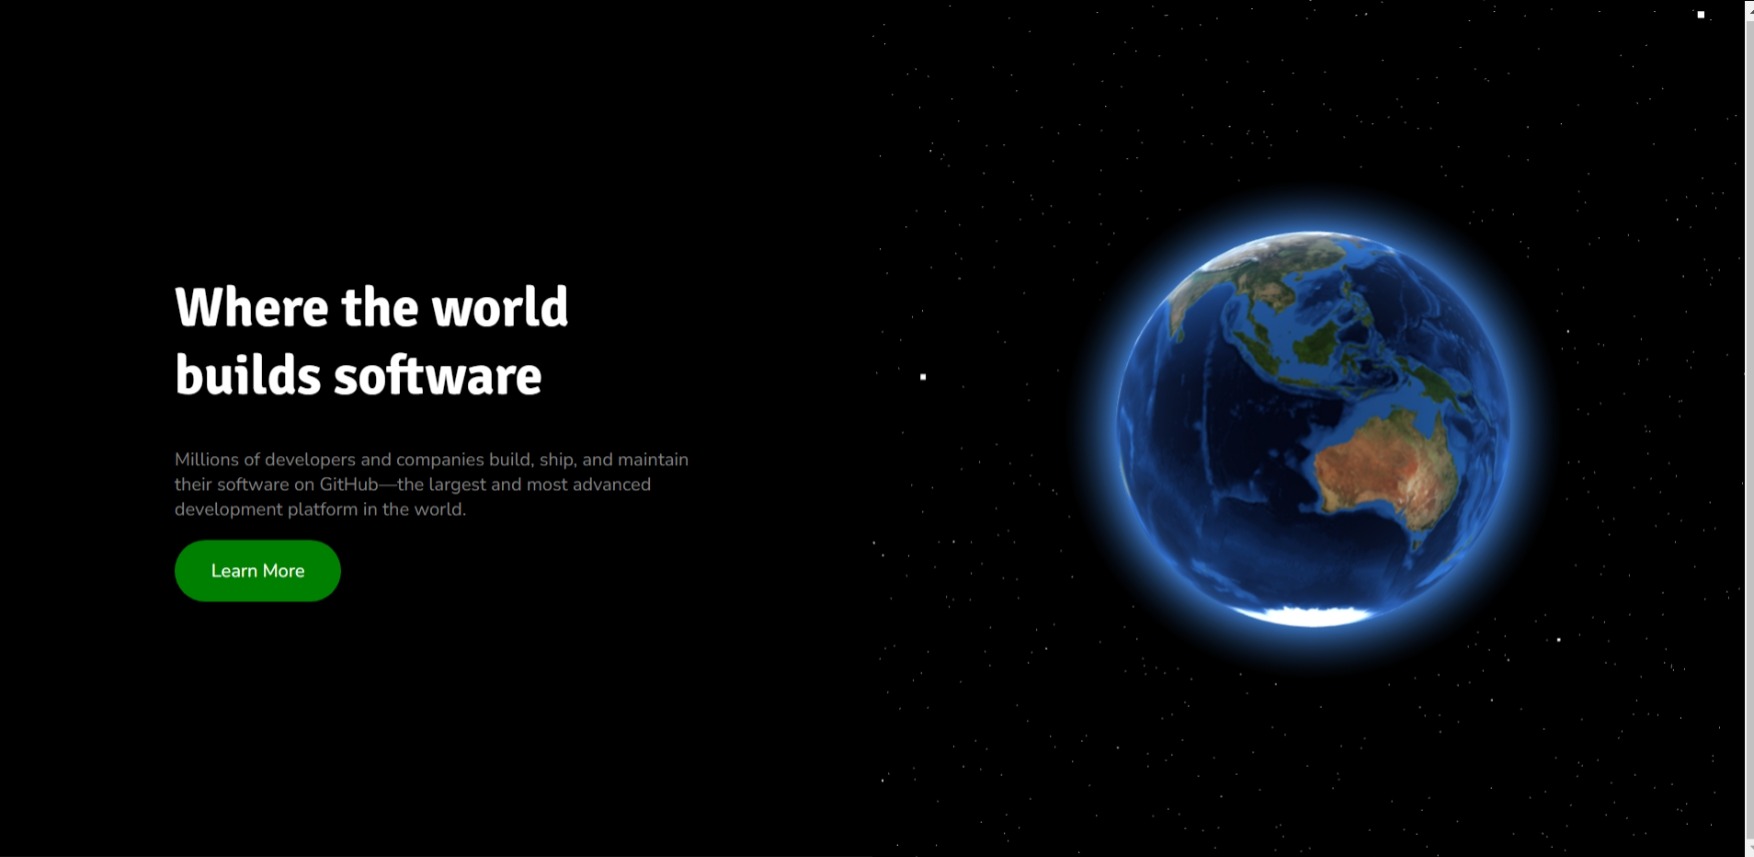 Where the world
builds software
Millions of developers and companies build, ship, and maintain
their software on GitHub—the largest and most advanced
development platform in the world.
Learn More